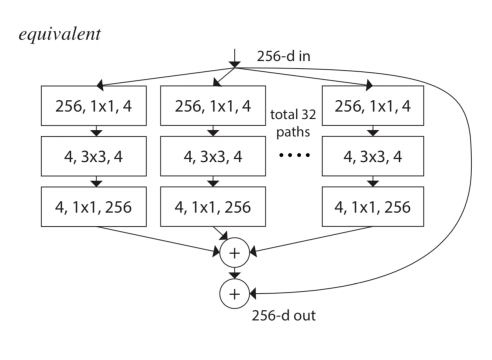 equivalent
256-d in
256, 1x1, 4
256, 1x1, 4
256, 1x1, 4
total 32
paths
4, 3x3, 4
4, 3x3, 4
4, 3x3, 4
4, 1x1, 256
4, 1x1, 256
4, 1x1, 256
+
+
256-d out